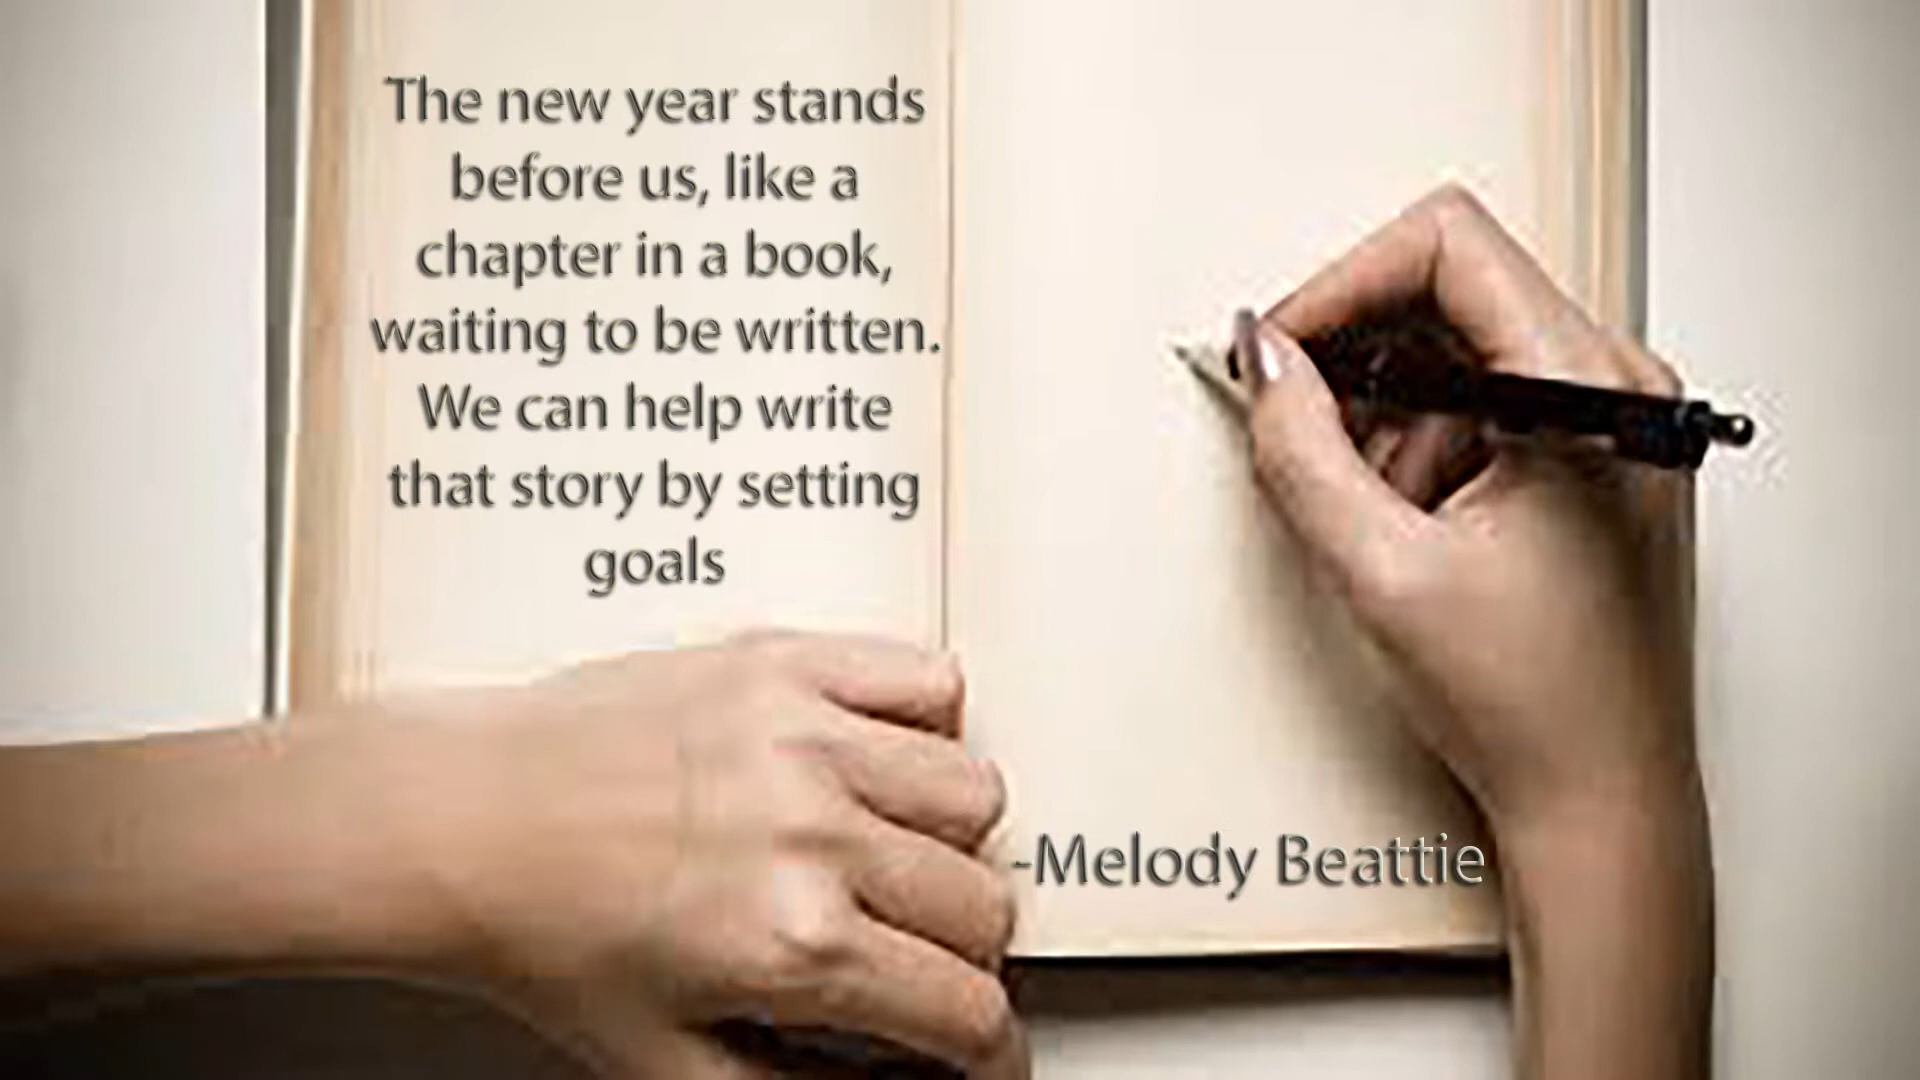 The new year stands
before us, like a
chapter in a book,
waiting to be written.
We can help write
that story by setting
goals
-Melody Beattie